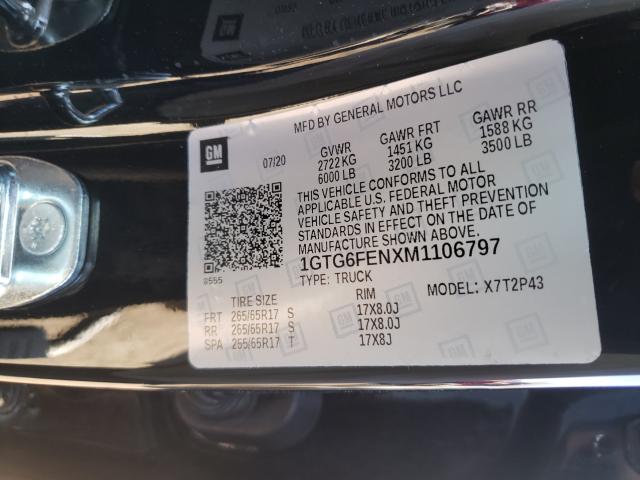 MFD BY GENERAL MOTORS LLC
GM
07/20
GVWR
2722 KG
6000 LB
GAWR FRT
1451 KG
3200 LB
GAWR RR
1588 KG
3500 LB
THIS VEHICLE CONFORMS TO ALL
APPLICABLE U.S. FEDERAL MOTOR
VEHICLE SAFETY AND THEFT PREVENTION
STANDARDS IN EFFECT ON THE DATE OF
MANUFACTURE SHOWN ABOVE.
1GTG6FENXM1106797
TYPE: TRUCK
MODEL: X7T2P43
8555
TIRE SIZE RIM
FRT 265/65R17 S 17X8.0J
RR 265/65R17 S 17X8.0J
SPA 265/65R17 T 17X8J